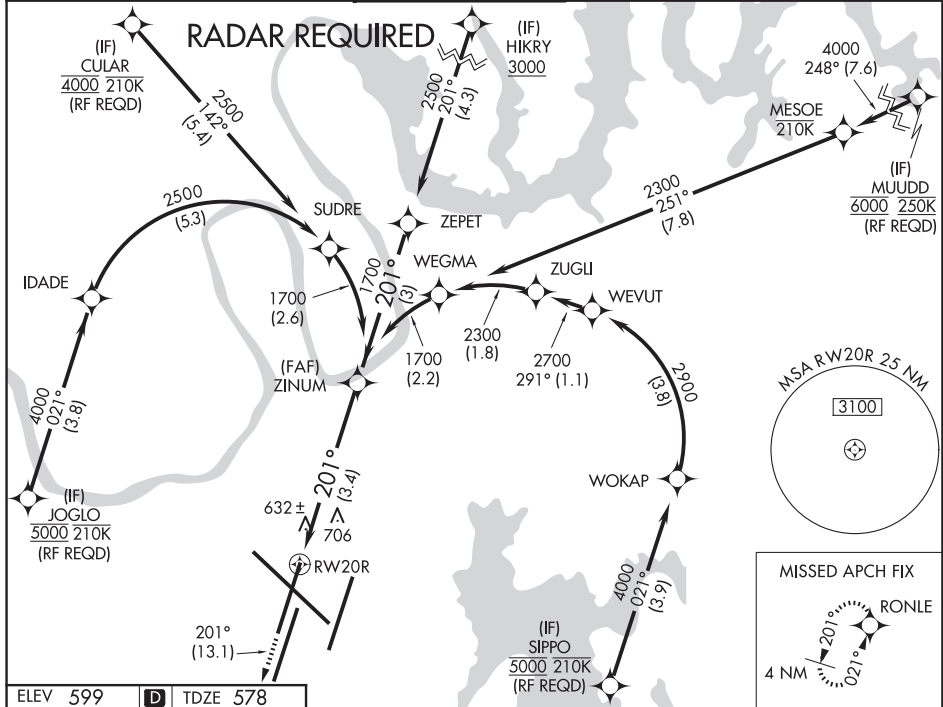 RADAR REQUIRED
(IF)
CULAR
4000 210K
(RF REQD)
2500
142°
(5.4)
(IF)
HIKRY
3000
2500
201°
(4.3)
4000
248° (7.6)
MESOE
210K
(IF)
MUUDD
6000 250K
(RF REQD)
2300
251°
(7.8)
2500
(5.3)
SUDRE
ZEPET
IDADE
WEGMA
ZUGLI
WEVUT
1700
201°
(3)
1700
(2.6)
1700
(2.2)
2300
(1.8)
2700
291° (1.1)
2900
(3.8)
(FAF)
ZINUM
MSA RW20R 25 NM
3100
4000
021°
(3.8)
(IF)
JOGLO
5000 210K
(RF REQD)
201°
(3.4)
632 ±
706
RW20R
WOKAP
4000
021°
(3.9)
(IF)
SIPPO
5000 210K
(RF REQD)
201°
(13.1)
MISSED APCH FIX
RONLE
201°
021°
4 NM
ELEV 599 D TDZE 578